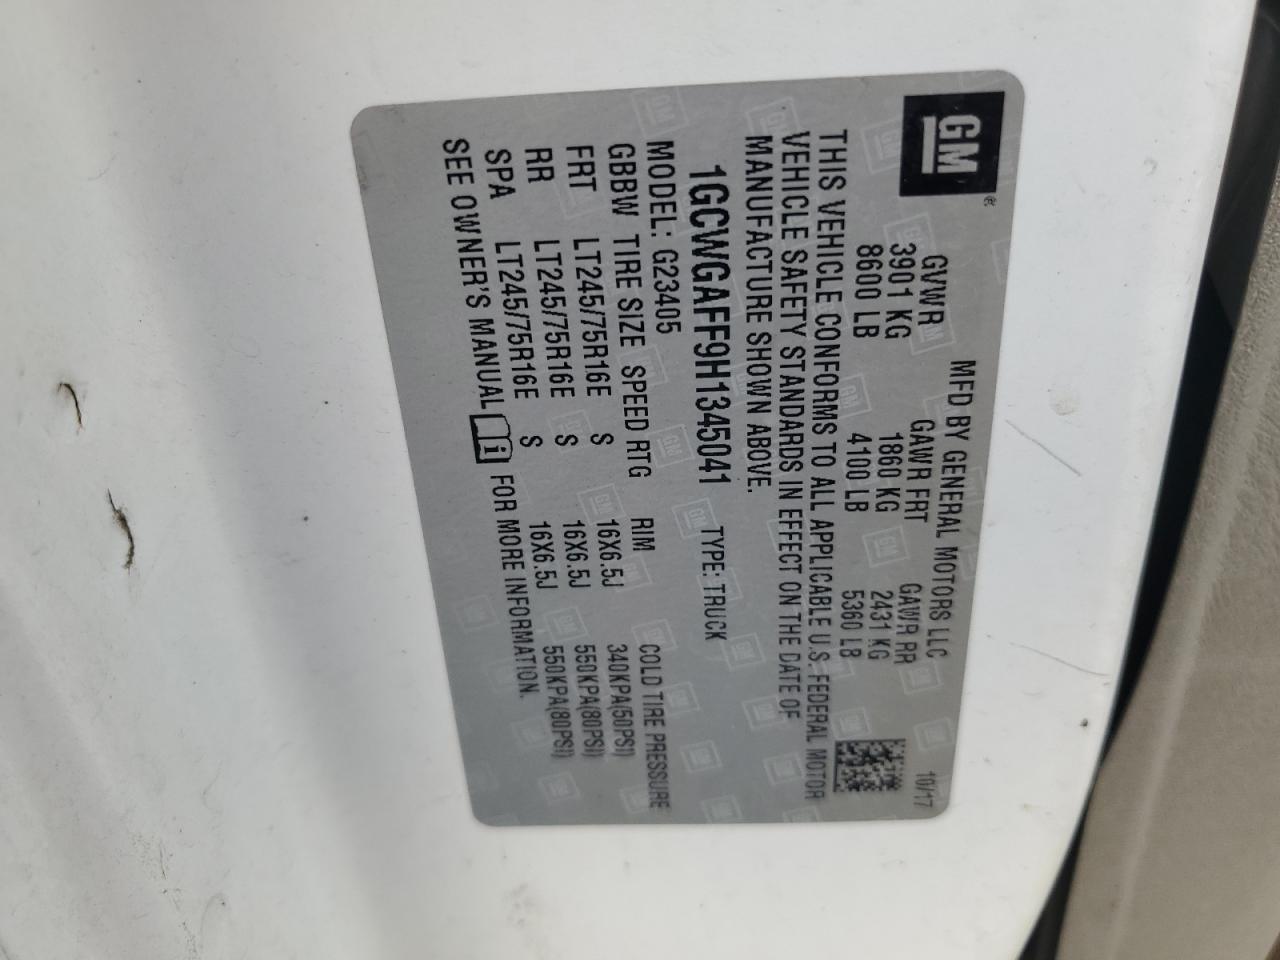 GM®
MFD BY GENERAL MOTORS LLC 10/17
GVWR GAWR FRT GAWR RR
3901 KG 1860 KG 2431 KG
8600 LB 4100 LB 5360 LB
THIS VEHICLE CONFORMS TO ALL APPLICABLE U.S. FEDERAL MOTOR
VEHICLE SAFETY STANDARDS IN EFFECT ON THE DATE OF
MANUFACTURE SHOWN ABOVE.
1GCWGAFF9H1345041 TYPE: TRUCK
MODEL: G23405
GBBW TIRE SIZE SPEED RTG RIM COLD TIRE PRESSURE
FRT LT245/75R16E S 16X6.5J 340KPA(50PSI)
RR LT245/75R16E S 16X6.5J 550KPA(80PSI)
SPA LT245/75R16E S 16X6.5J 550KPA(80PSI)
SEE OWNER'S MANUAL i FOR MORE INFORMATION.